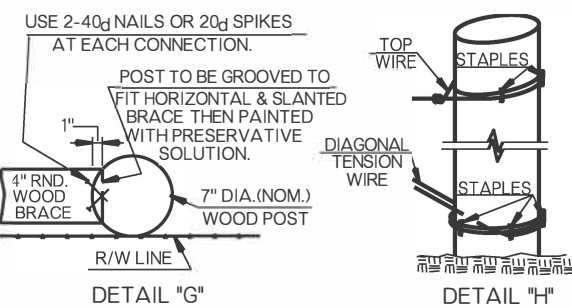 USE 2-40d NAILS OR 20d SPIKES
AT EACH CONNECTION.
POST TO BE GROOVED TO
FIT HORIZONTAL & SLANTED
BRACE THEN PAINTED
WITH PRESERVATIVE
SOLUTION.
1"
4" RND.
WOOD
BRACE
7" DIA.(NOM.)
WOOD POST
R/W LINE
DETAIL "G"
TOP
WIRE
STAPLES
DIAGONAL
TENSION
WIRE
STAPLES
DETAIL "H"